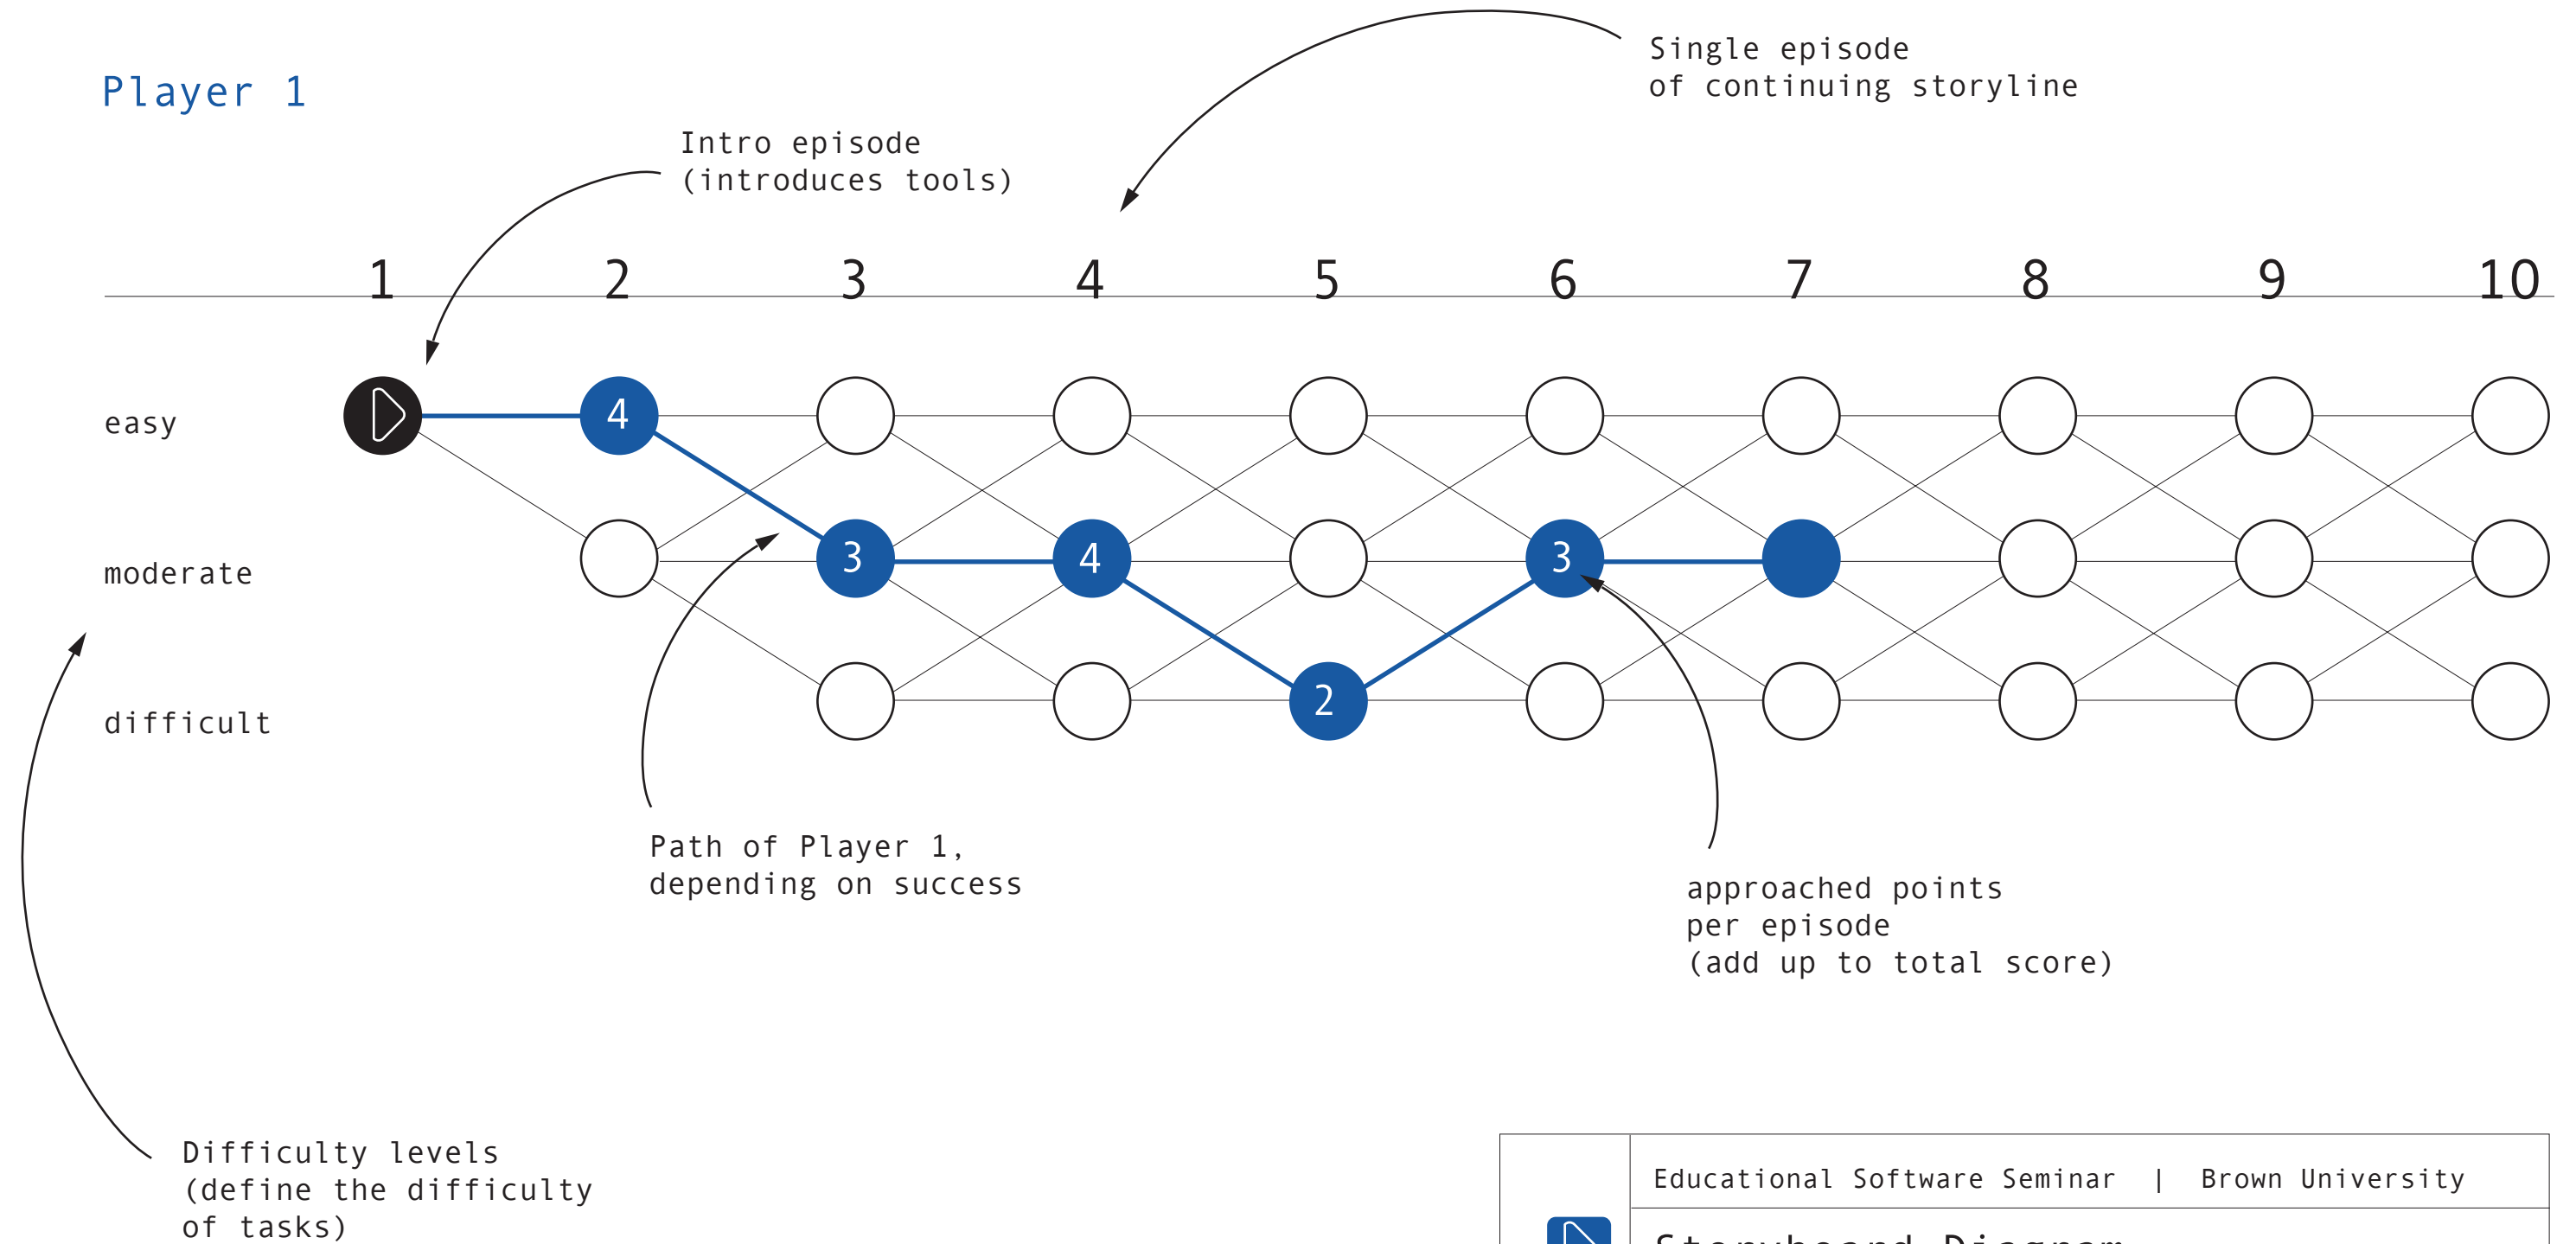 Player 1
Single episode
of continuing storyline
Intro episode
(introduces tools)
1 2 3 4 5 6 7 8 9 10
easy
4
moderate
3 4 3
difficult
2
Path of Player 1,
depending on success
approached points
per episode
(add up to total score)
Difficulty levels
(define the difficulty
of tasks)
Educational Software Seminar | Brown University
Storyboard Diagram